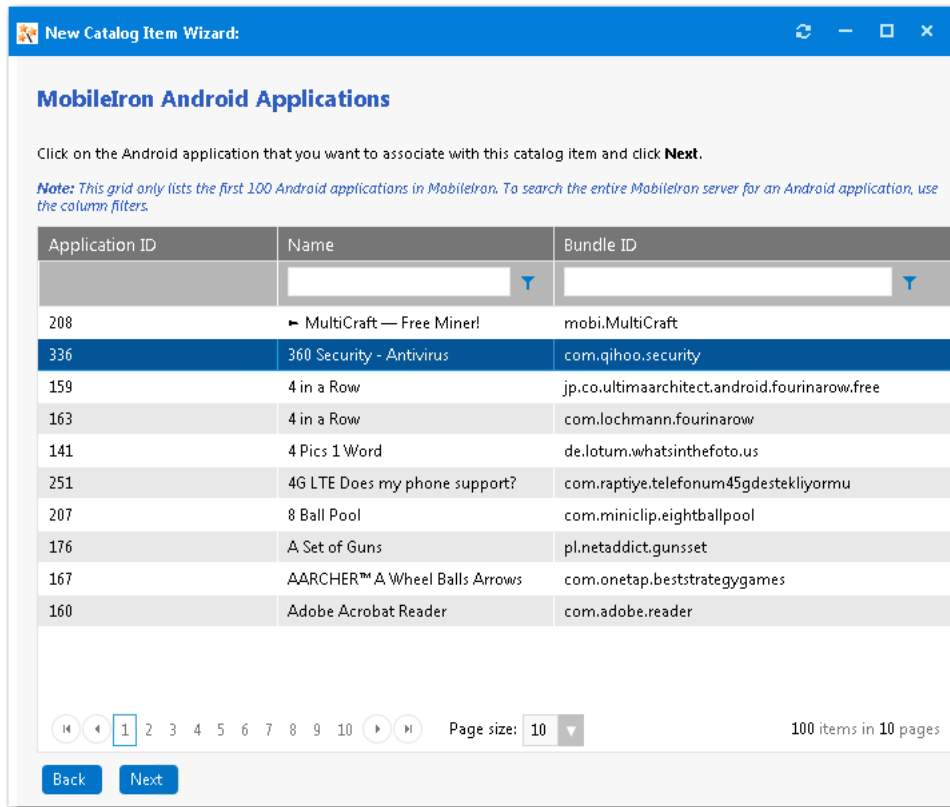 New Catalog Item Wizard:
MobileIron Android Applications
Click on the Android application that you want to associate with this catalog item and click Next.
Note: This grid only lists the first 100 Android applications in MobileIron. To search the entire MobileIron server for an Android application, use
the column filters.
Application ID Name Bundle ID
208 ► MultiCraft — Free Miner! mobi.MultiCraft
336 360 Security - Antivirus com.qihoo.security
159 4 in a Row jp.co.ultimaarchitect.android.fourinarow.free
163 4 in a Row com.lochmann.fourinarow
141 4 Pics 1 Word de.lotum.whatsinthefoto.us
251 4G LTE Does my phone support? com.raptiye.telefonum45gdestekliyormu
207 8 Ball Pool com.miniclip.eightballpool
176 A Set of Guns pl.netaddict.gunsset
167 AARCHER™ A Wheel Balls Arrows com.onetap.beststrategygames
160 Adobe Acrobat Reader com.adobe.reader
1 2 3 4 5 6 7 8 9 10 Page size: 10 100 items in 10 pages
Back Next